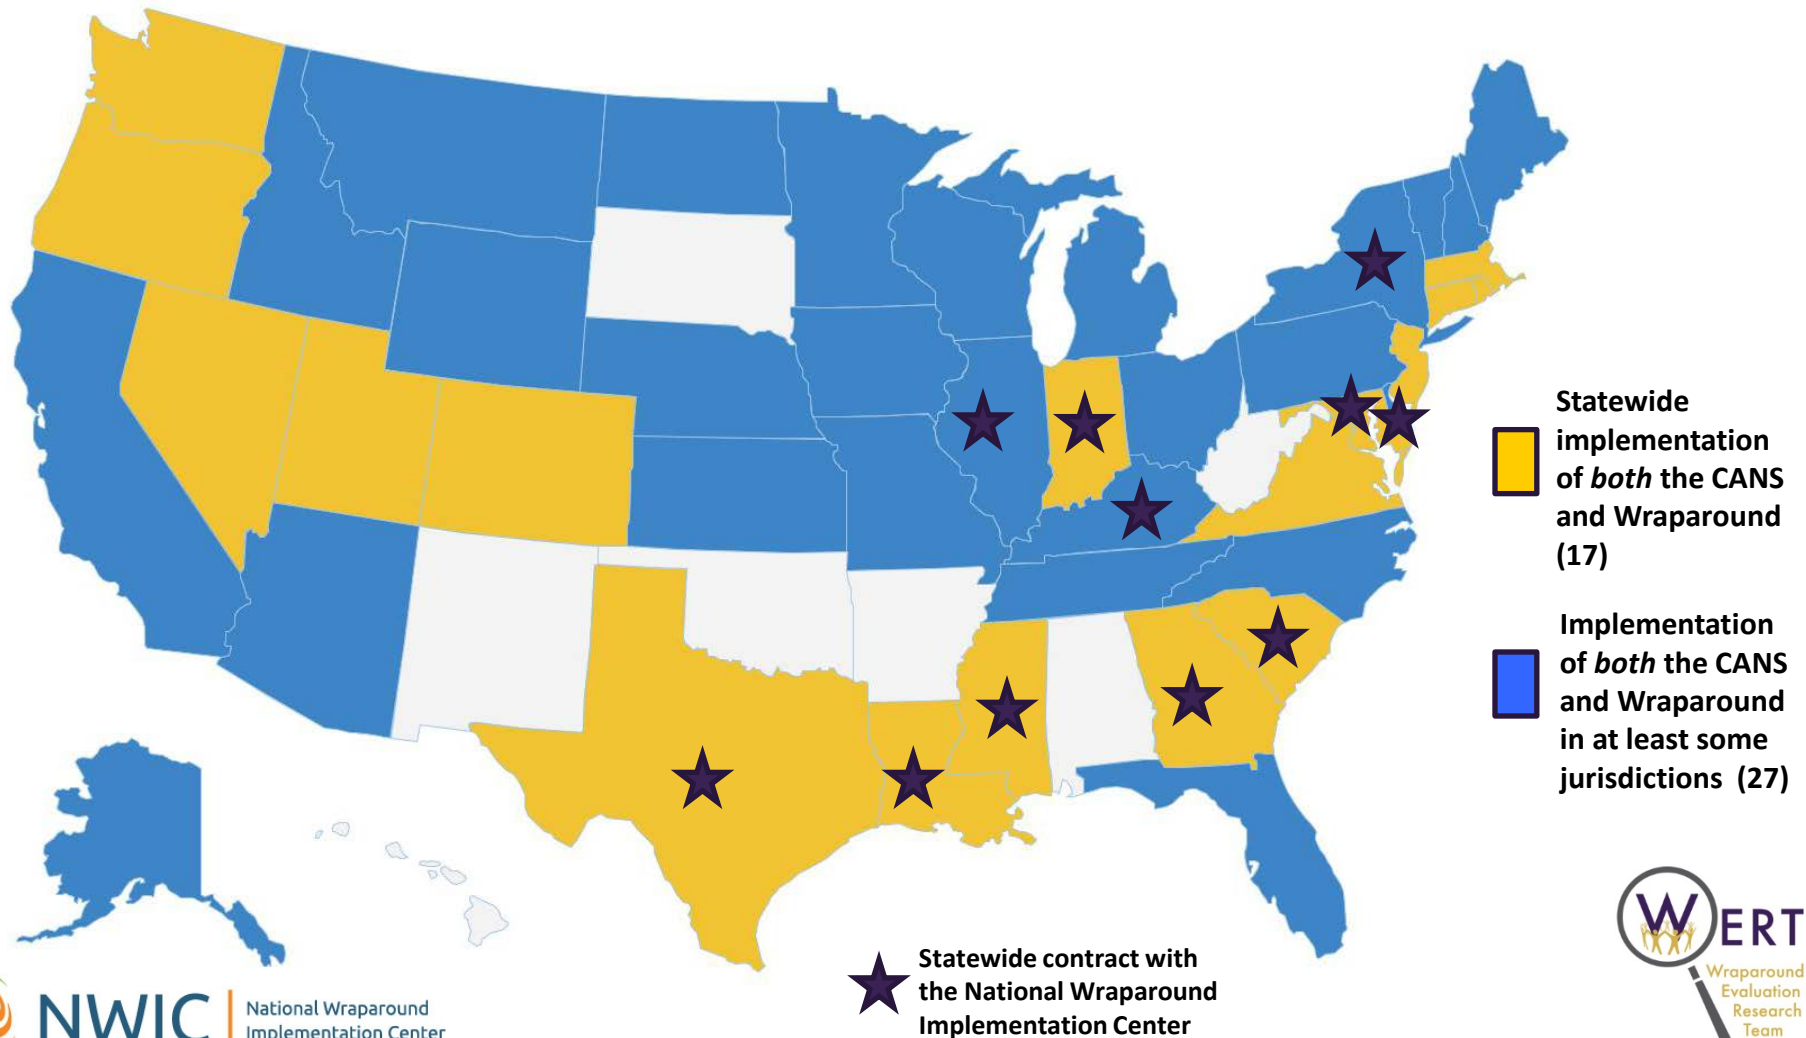 Statewide
implementation
of both the CANS
and Wraparound
(17)
Implementation
of both the CANS
and Wraparound
in at least some
jurisdictions (27)
Statewide contract with
the National Wraparound
Implementation Center
NWIC
National Wraparound
Implementation Center
WERT
Wraparound
Evaluation
Research
Team